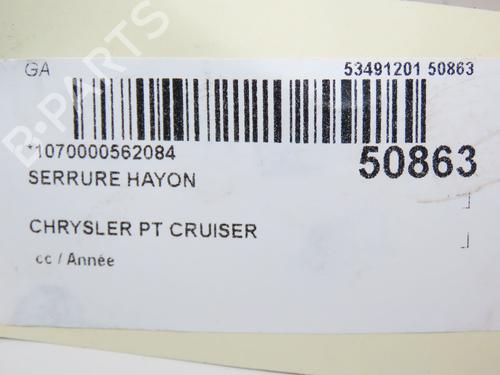 GA 53491201 50863
*1070000562084 50863
SERRURE HAYON
CHRYSLER PT CRUISER
cc / Année
B-PARTS